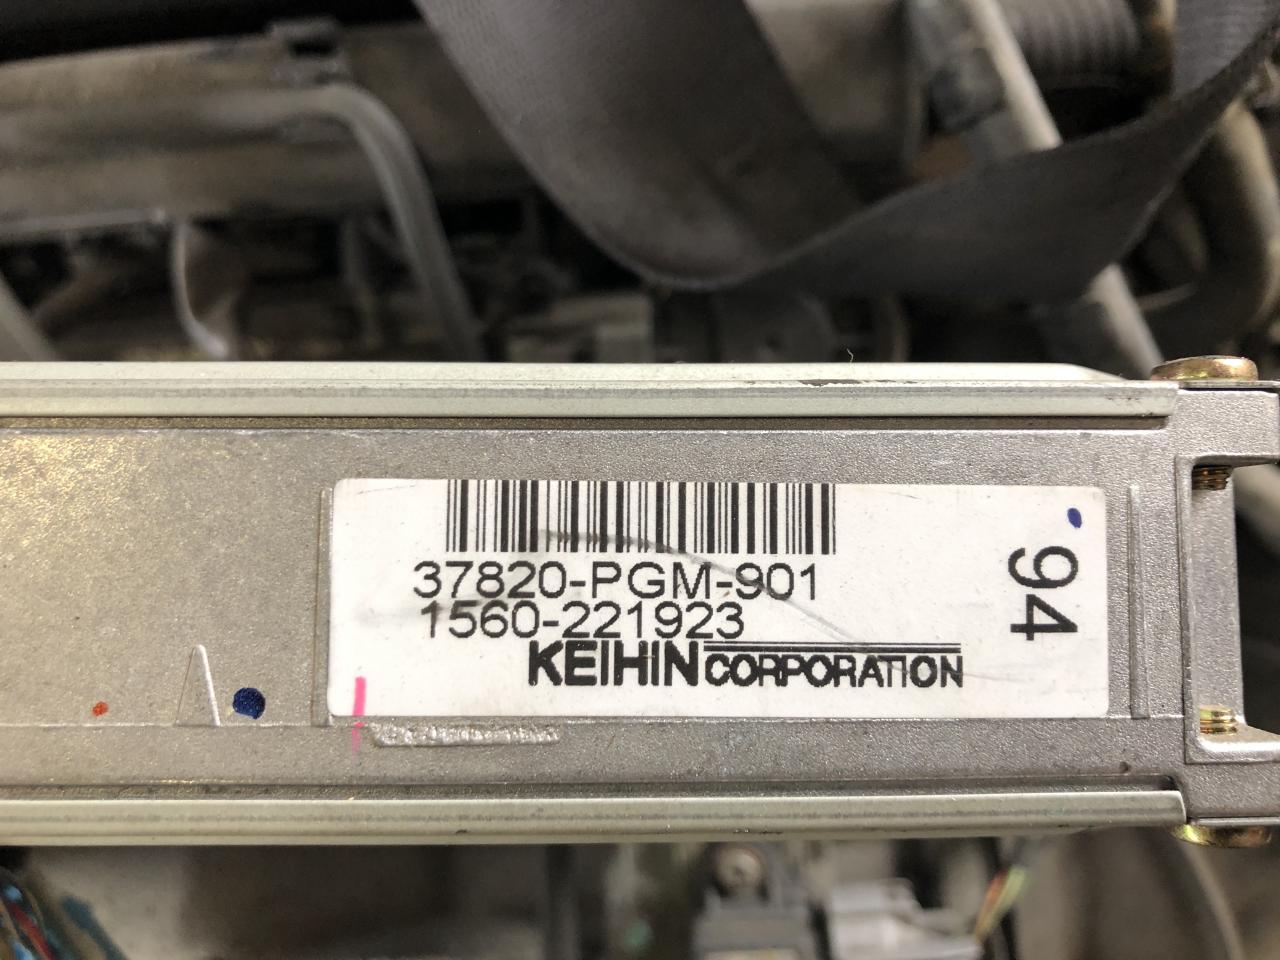 37820-PGM-901
1560-221923
KEIHIN CORPORATION
94